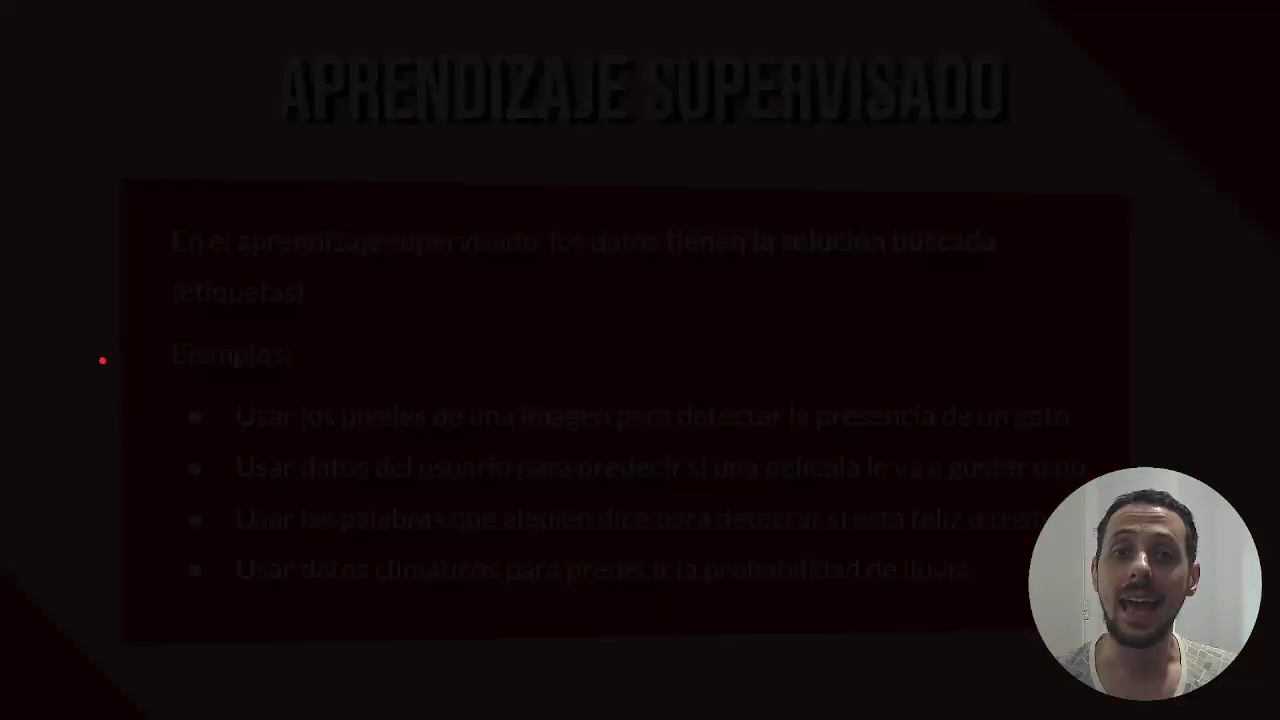 APRENDIZAJE SUPERVISADO
En el aprendizaje supervisado, los datos tienen la solución buscada
(etiquetas)
Ejemplos:
Usar los píxeles de una imagen para detectar la presencia de un gato
Usar datos del usuario para predecir si una película le va a gustar o no
Usar las palabras que alguien dice para detectar si está feliz o
Usar datos climáticos para predecir la probabilidad de lluvia